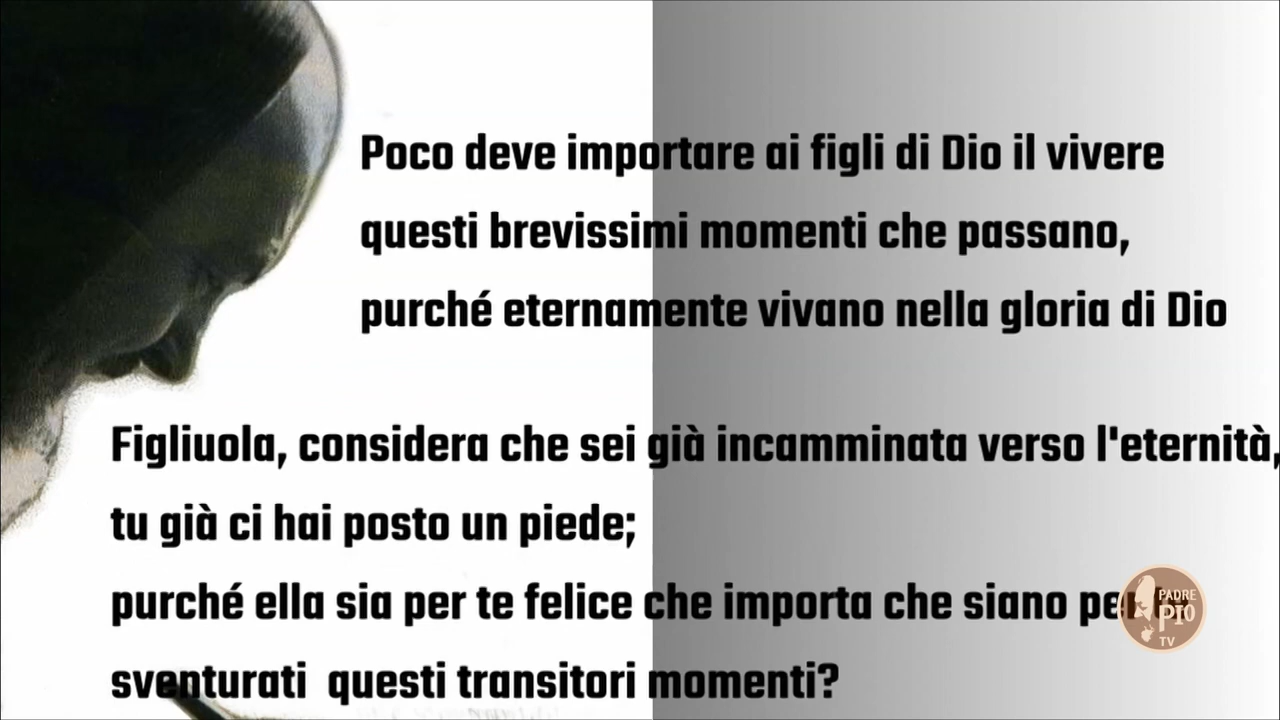 Poco deve importare ai figli di Dio il vivere
questi brevissimi momenti che passano,
purché eternamente vivano nella gloria di Dio
Figliuola, considera che sei già incamminata verso l'eternità,
tu già ci hai posto un piede;
purché ella sia per te felice che importa che siano per
sventurati questi transitori momenti?
PADRE
PIO
TV